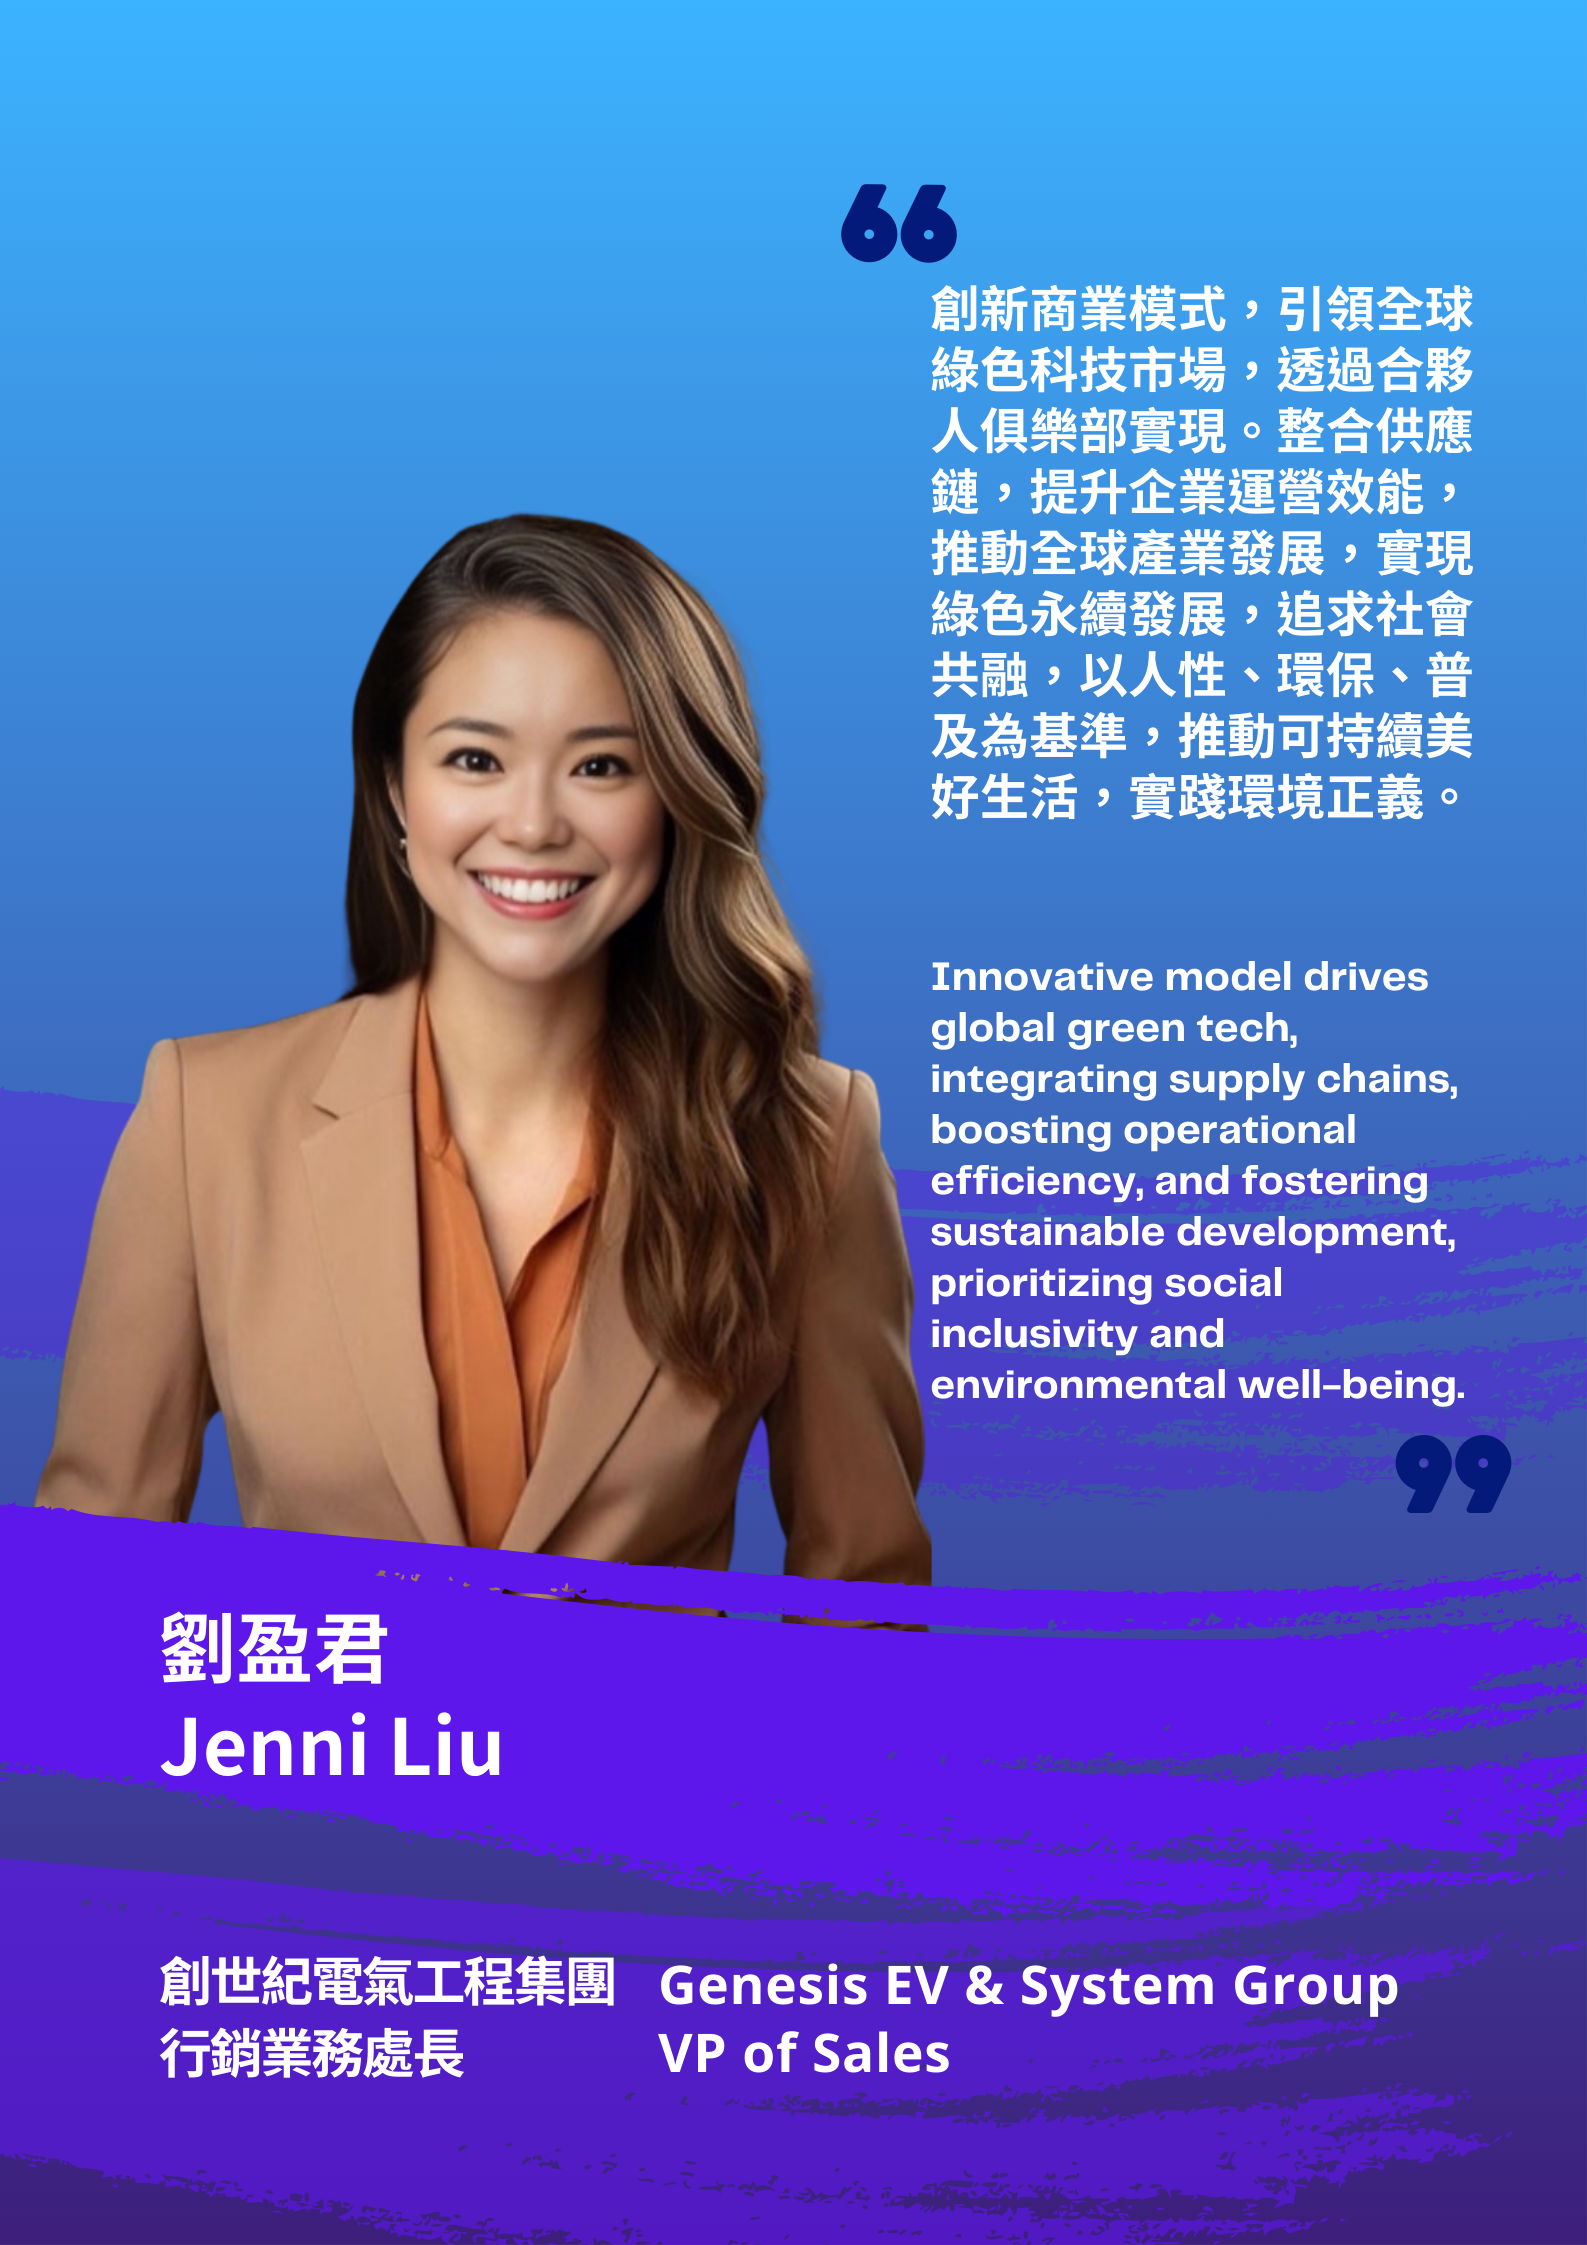 創新商業模式，引領全球
綠色科技市場，透過合夥
人俱樂部實現。整合供應
鏈，提升企業運營效能，
推動全球產業發展，實現
綠色永續發展，追求社會
共融，以人性、環保、普
及為基準，推動可持續美
好生活，實踐環境正義。
Innovative model drives
global green tech,
integrating supply chains,
boosting operational
efficiency, and fostering
sustainable development,
prioritizing social
inclusivity and
environmental well-being.
劉盈君
Jenni Liu
創世紀電氣工程集團
行銷業務處長
Genesis EV & System Group
VP of Sales